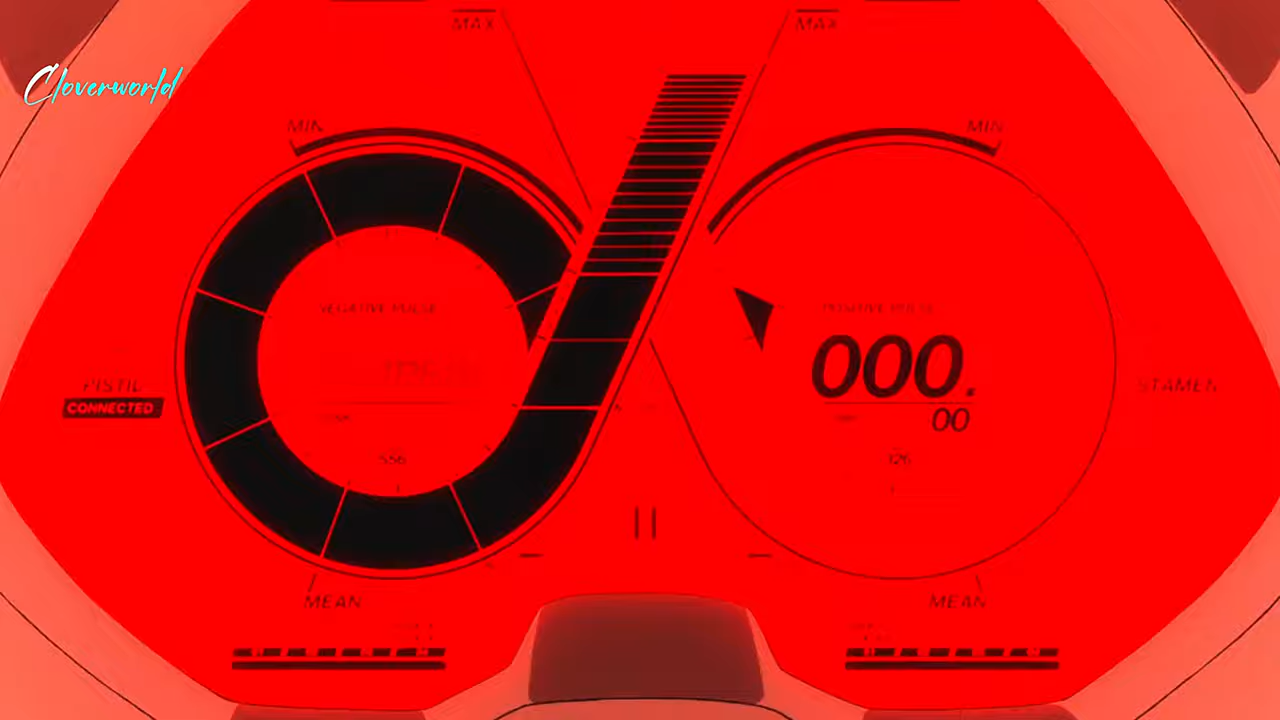 MAX
MAX
Cloverworld
MIN
MIN
NEGATIVE PULSE
POSITIVE PULSE
000.
00
PISTIL
CONNECTED
STAMEN
556
126
MEAN
MEAN